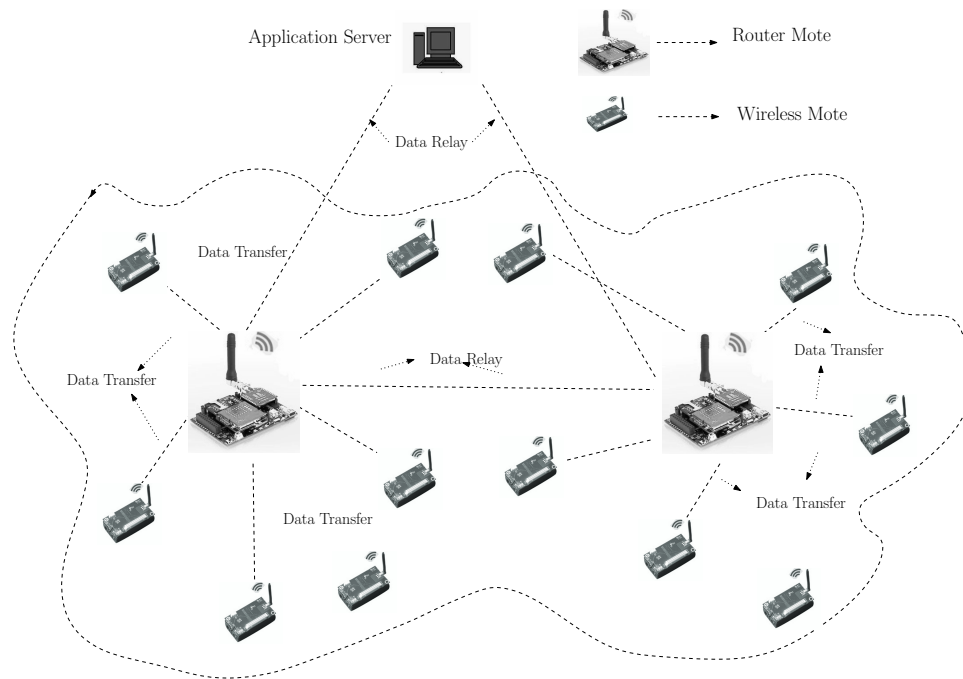 Application Server
Router Mote
Wireless Mote
Data Relay
Data Transfer
Data Relay
Data Transfer
Data Transfer
Data Transfer
Data Transfer